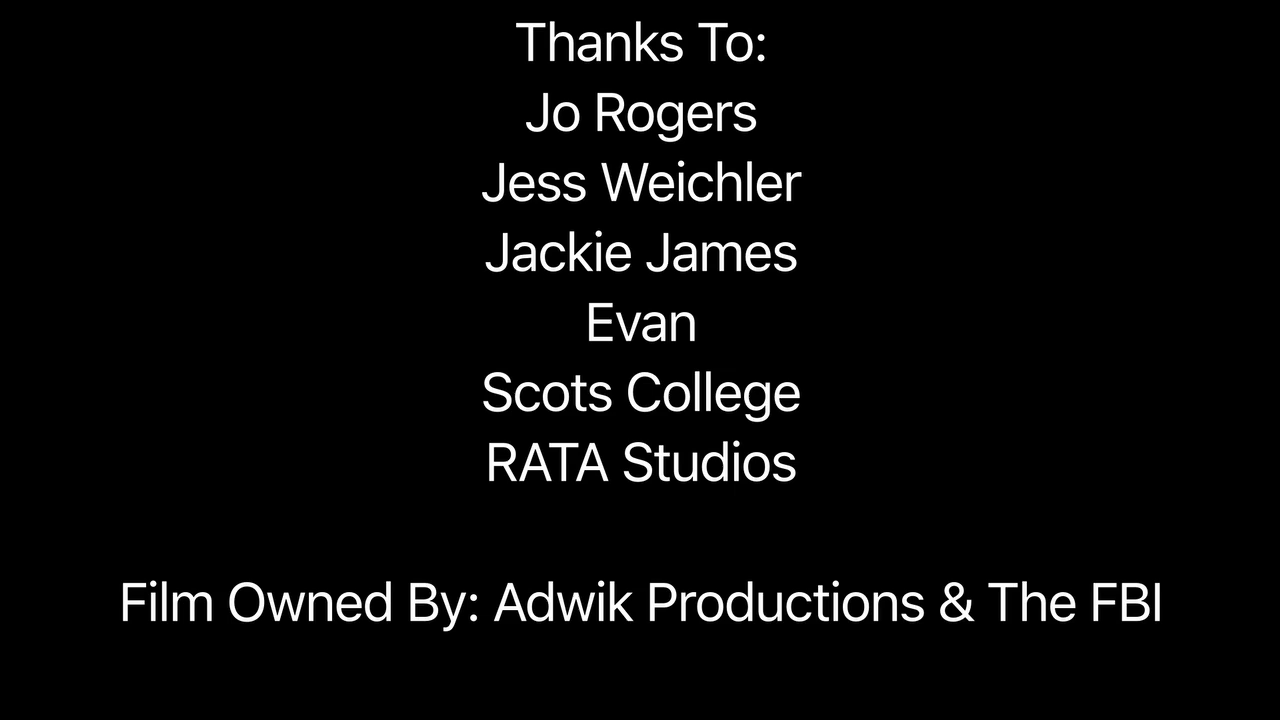 Thanks To:
Jo Rogers
Jess Weichler
Jackie James
Evan
Scots College
RATA Studios
Film Owned By: Adwik Productions & The FBI